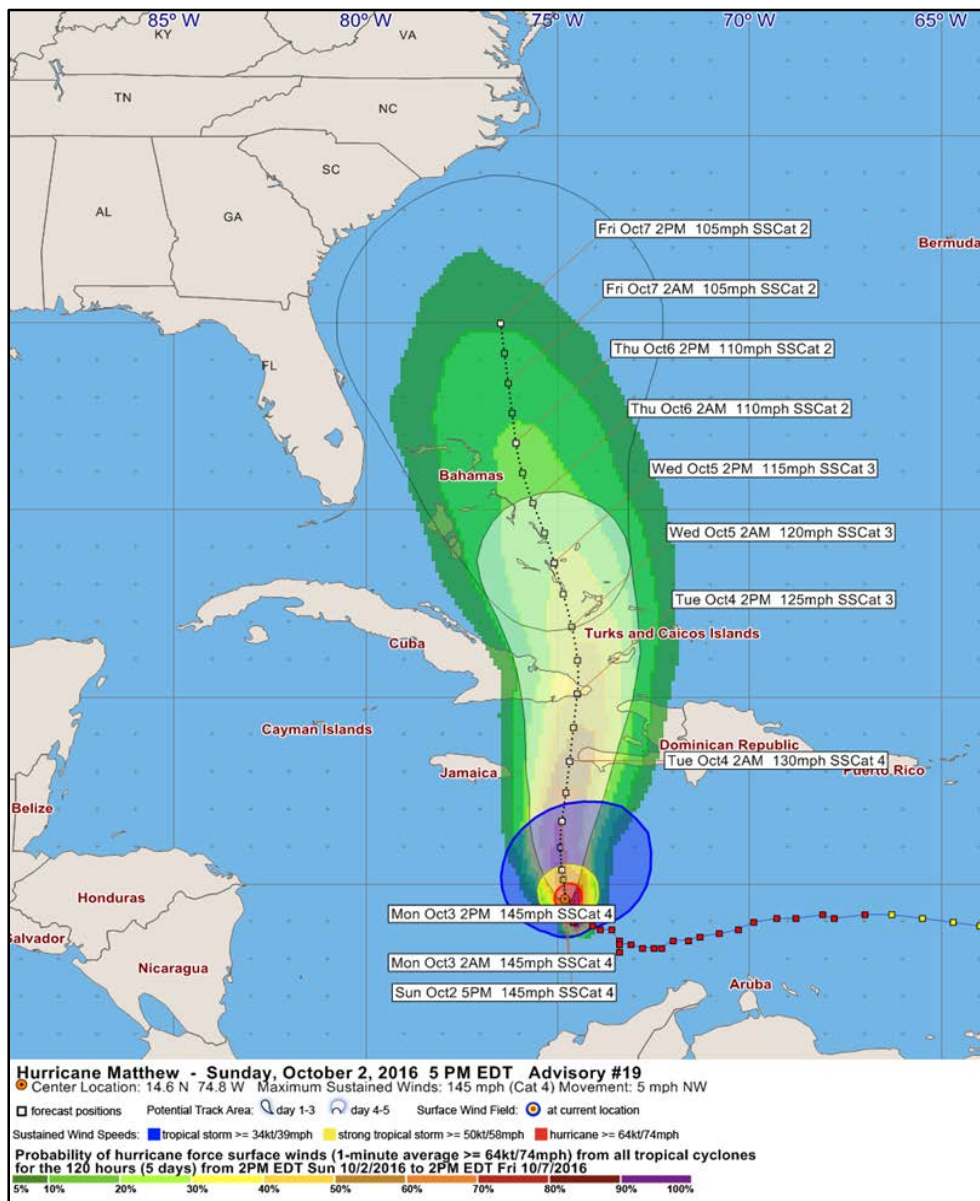 85° W 80° W 75° W 70° W 65° W
KY
VA
TN
NC
SC
AL
GA
FL
Bermuda
Fri Oct7 2PM 105mph SSCat 2
Fri Oct7 2AM 105mph SSCat 2
Thu Oct6 2PM 110mph SSCat 2
Thu Oct6 2AM 110mph SSCat 2
Bahamas
Wed Oct5 2PM 115mph SSCat 3
Wed Oct5 2AM 120mph SSCat 3
Tue Oct4 2PM 125mph SSCat 3
Turks and Caicos Islands
Cuba
Cayman Islands
Dominican Republic
Tue Oct4 2AM 130mph SSCat 4
Jamaica
Puerto Rico
Belize
Honduras
Mon Oct3 2PM 145mph SSCat 4
Salvador
Nicaragua
Mon Oct3 2AM 145mph SSCat 4
Aruba
Sun Oct2 5PM 145mph SSCat 4
Hurricane Matthew - Sunday, October 2, 2016 5 PM EDT Advisory #19
Center Location: 14.6 N 74.8 W Maximum Sustained Winds: 145 mph (Cat 4) Movement: 5 mph NW
forecast positions Potential Track Area: day 1-3 day 4-5 Surface Wind Field: at current location
Sustained Wind Speeds: tropical storm >= 34kt/39mph strong tropical storm >= 50kt/58mph hurricane >= 64kt/74mph
Probability of hurricane force surface winds (1-minute average >= 64kt/74mph) from all tropical cyclones
for the 120 hours (5 days) from 2PM EDT Sun 10/2/2016 to 2PM EDT Fri 10/7/2016
5% 10% 20% 30% 40% 50% 60% 70% 80% 90% 100%